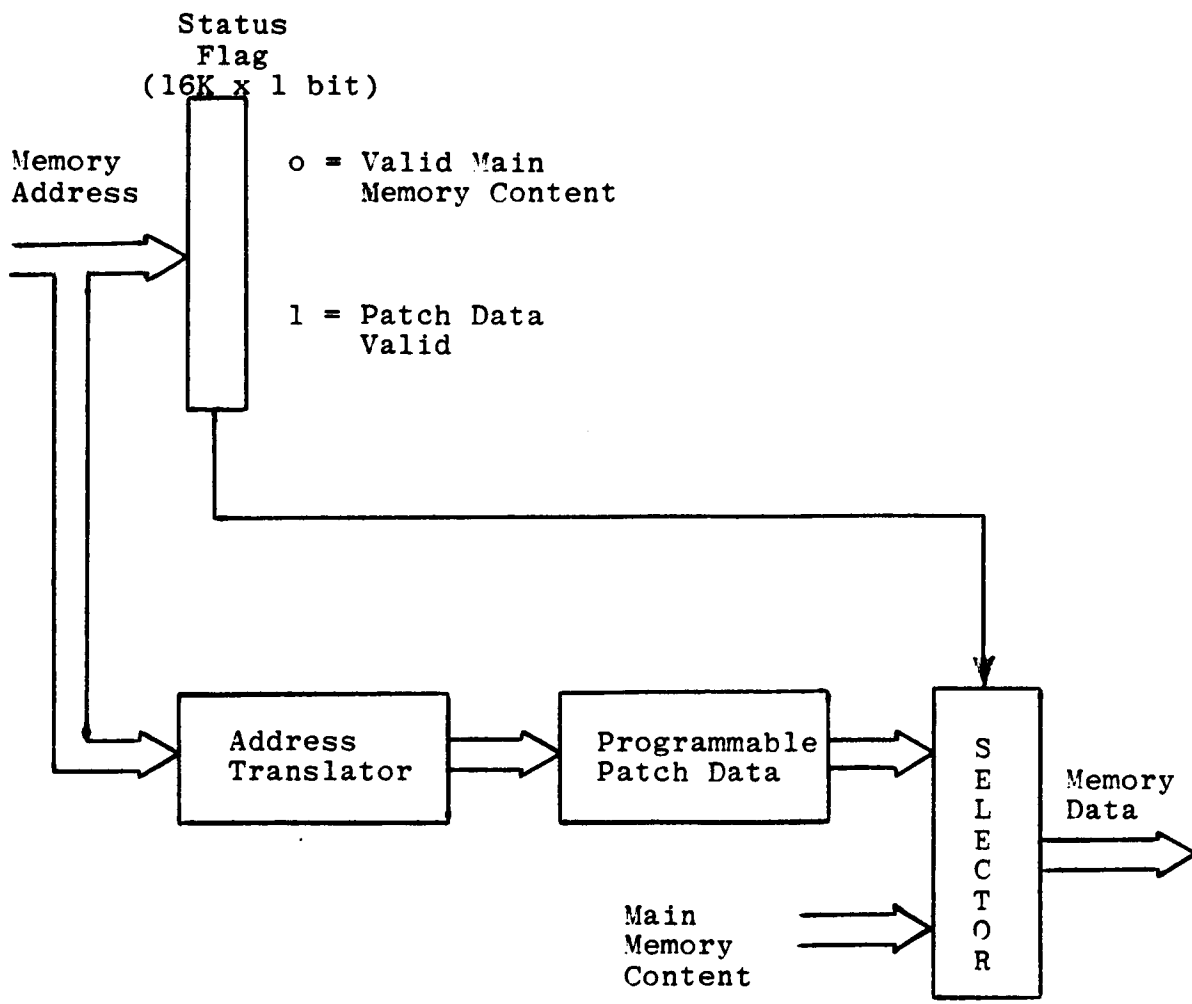 Status
Flag
(16K x 1 bit)
Memory
Address
o = Valid Main
Memory Content
1 = Patch Data
Valid
Address
Translator
Programmable
Patch Data
SELECTOR
Memory
Data
Main
Memory
Content